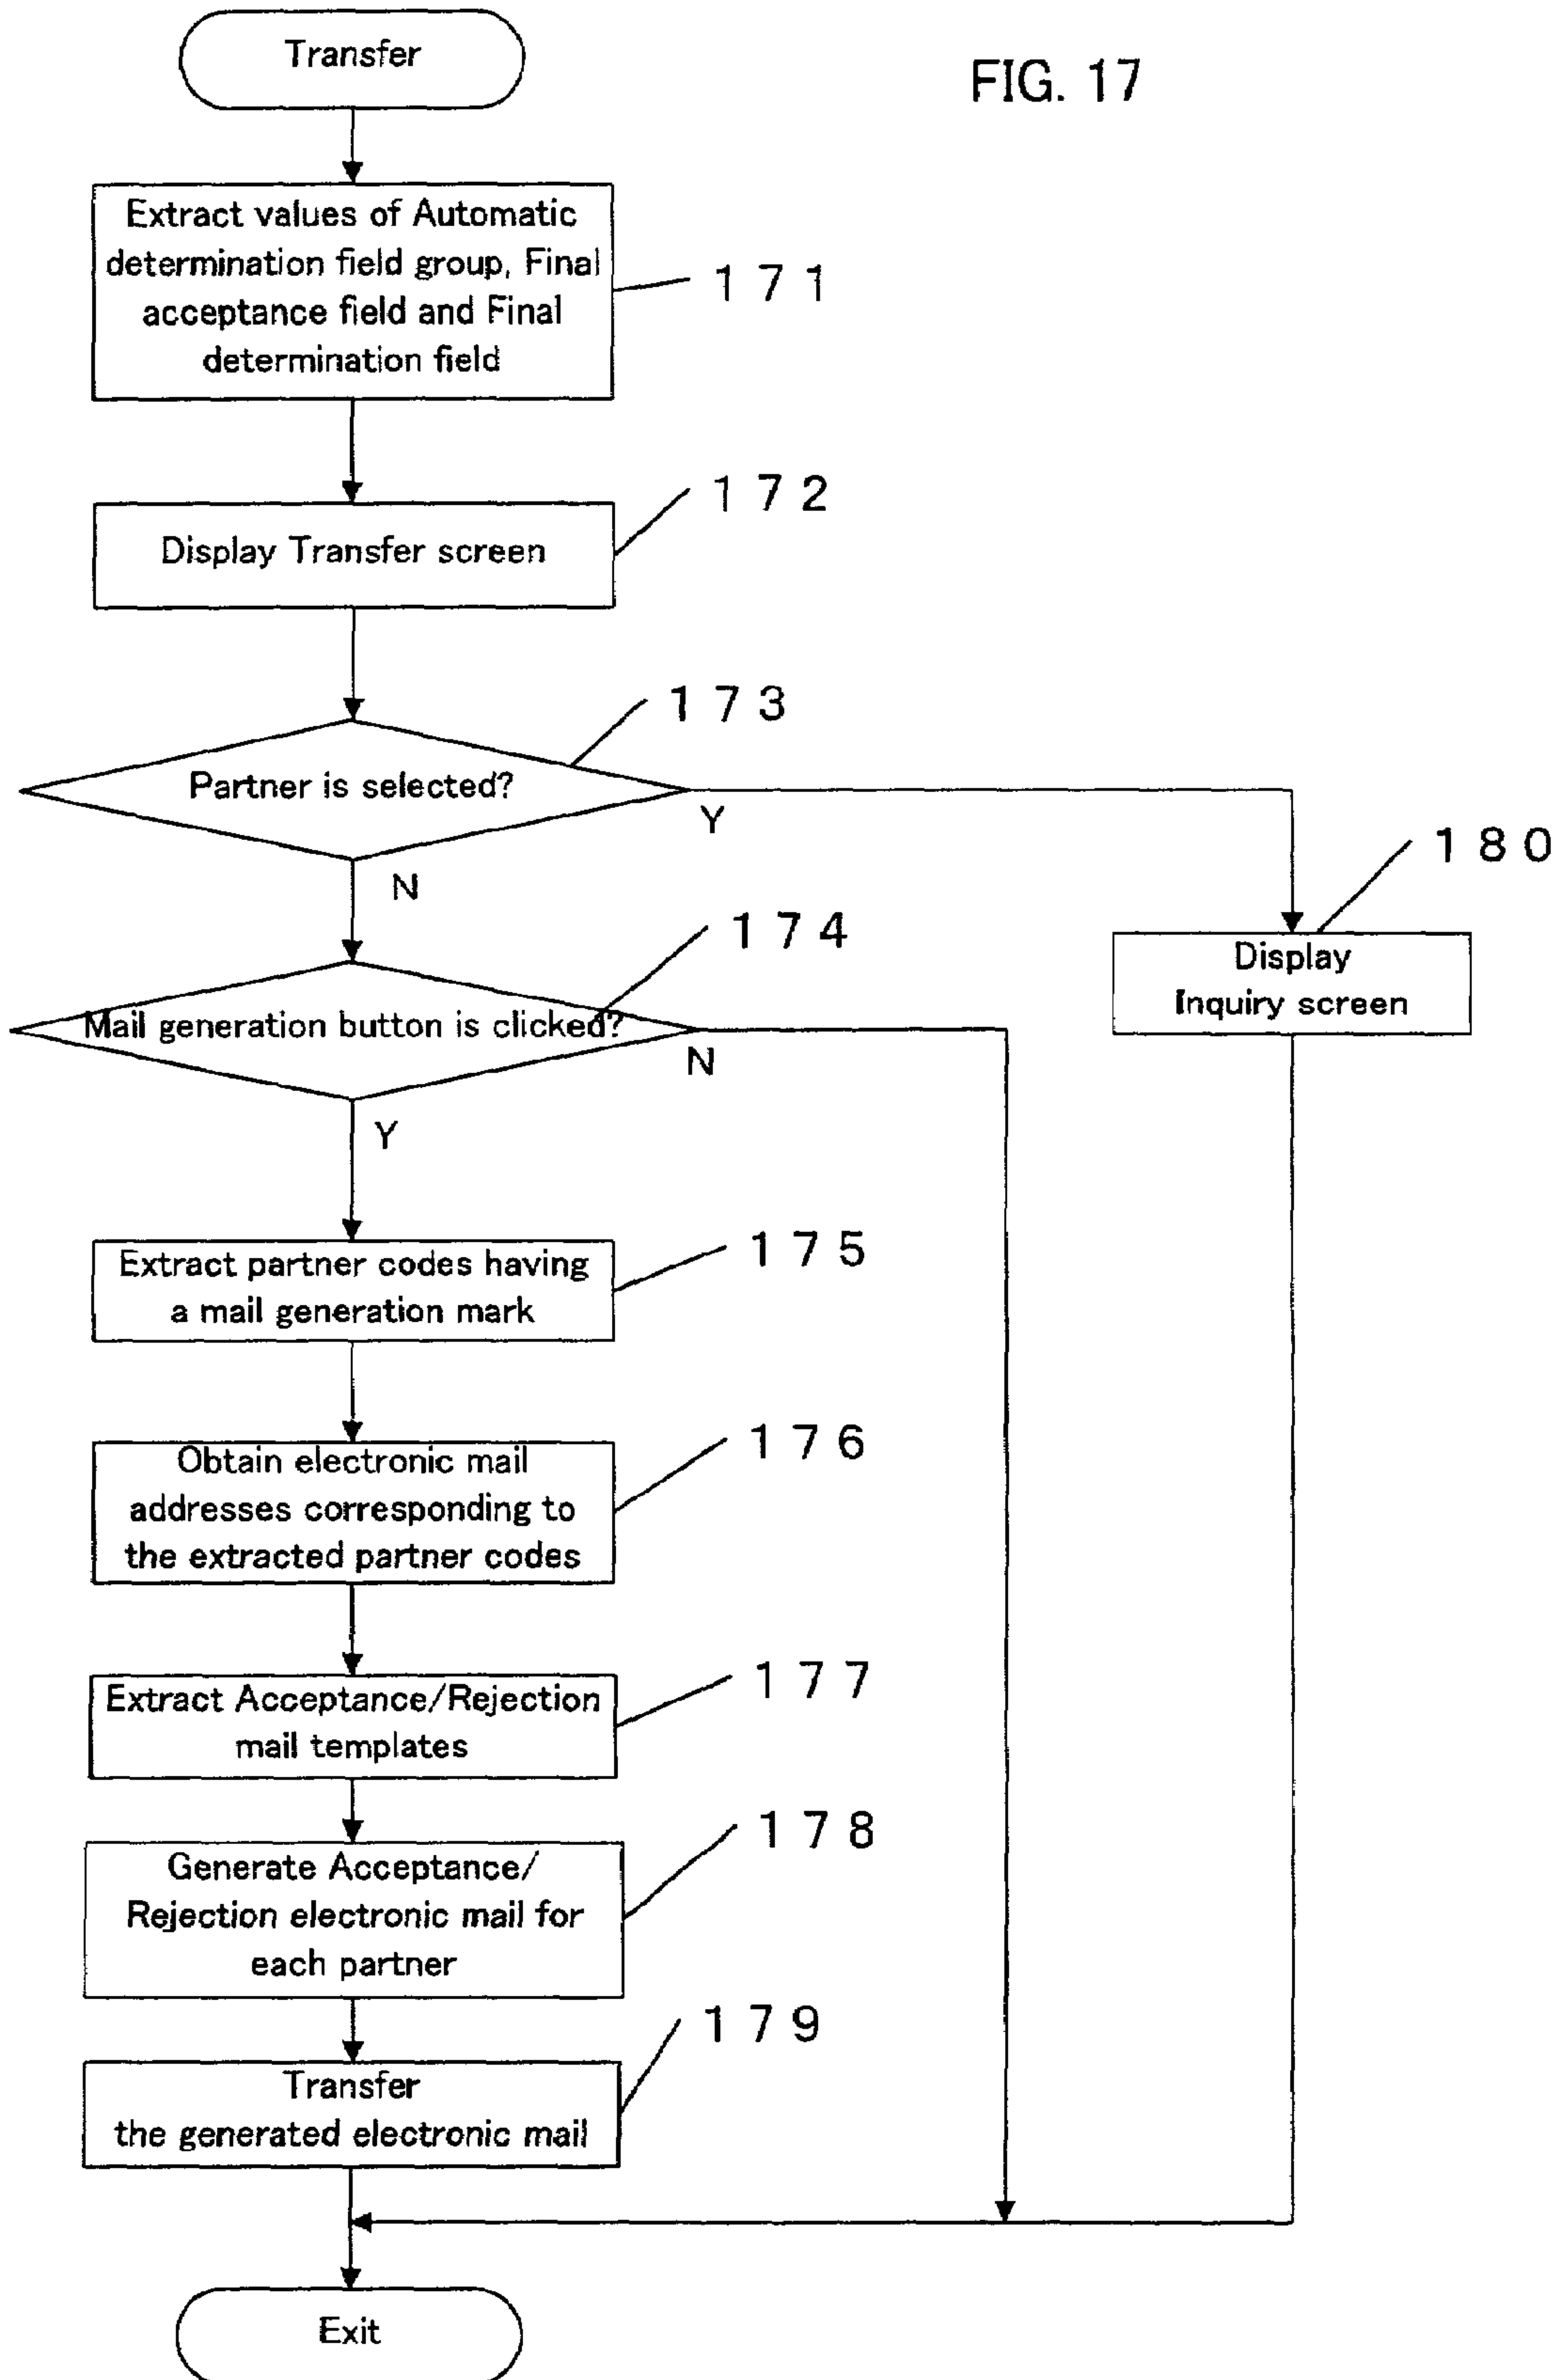 Transfer
FIG. 17
Extract values of Automatic
determination field group, Final
acceptance field and Final
determination field
171
Display Transfer screen
172
Partner is selected?
173
Y
N
Display
Inquiry screen
180
Mail generation button is clicked?
174
N
Y
Extract partner codes having
a mail generation mark
175
Obtain electronic mail
addresses corresponding to
the extracted partner codes
176
Extract Acceptance/Rejection
mail templates
177
Generate Acceptance/
Rejection electronic mail for
each partner
178
Transfer
the generated electronic mail
179
Exit